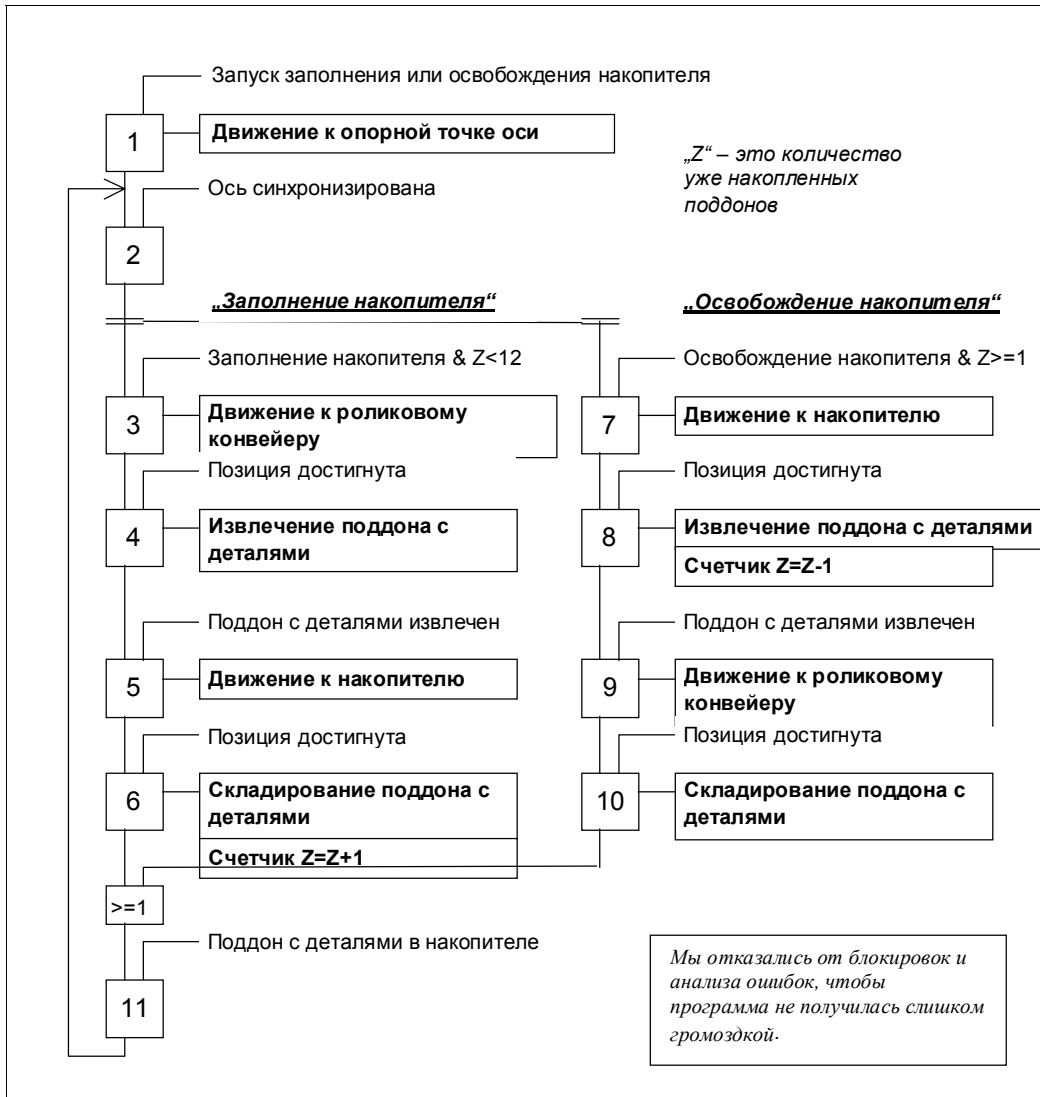 Запуск заполнения или освобождения накопителя
1
Движение к опорной точке оси
„Z“ – это количество
уже накопленных
поддонов
Ось синхронизирована
2
„Заполнение накопителя“
„Освобождение накопителя“
Заполнение накопителя & Z<12
Освобождение накопителя & Z>=1
3
Движение к роликовому
конвейеру
7
Движение к накопителю
Позиция достигнута
Позиция достигнута
4
Извлечение поддона с
деталями
8
Извлечение поддона с деталями
Счетчик Z=Z-1
Поддон с деталями извлечен
Поддон с деталями извлечен
5
Движение к накопителю
9
Движение к роликовому
конвейеру
Позиция достигнута
Позиция достигнута
6
Складирование поддона с
деталями
Счетчик Z=Z+1
10
Складирование поддона с
деталями
>=1
Поддон с деталями в накопителе
11
Мы отказались от блокировок и
анализа ошибок, чтобы
программа не получилась слишком
громоздкой.